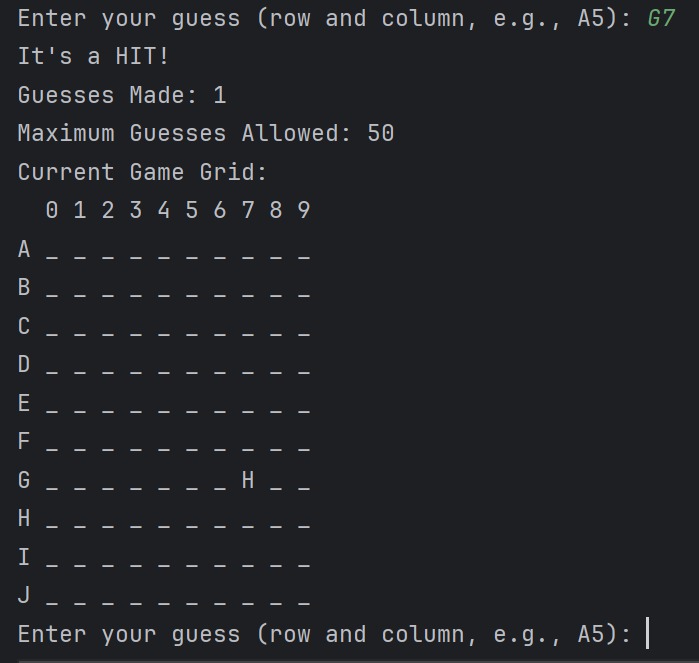 Enter your guess (row and column, e.g., A5): G7
It's a HIT!
Guesses Made: 1
Maximum Guesses Allowed: 50
Current Game Grid:
  0 1 2 3 4 5 6 7 8 9
A _ _ _ _ _ _ _ _ _ _
B _ _ _ _ _ _ _ _ _ _
C _ _ _ _ _ _ _ _ _ _
D _ _ _ _ _ _ _ _ _ _
E _ _ _ _ _ _ _ _ _ _
F _ _ _ _ _ _ _ _ _ _
G _ _ _ _ _ _ _ H _ _
H _ _ _ _ _ _ _ _ _ _
I _ _ _ _ _ _ _ _ _ _
J _ _ _ _ _ _ _ _ _ _
Enter your guess (row and column, e.g., A5):